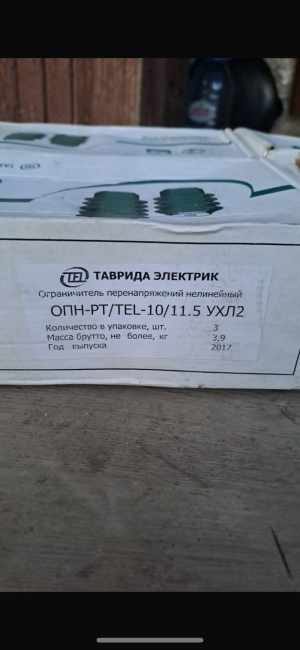 TEL ТАВРИДА ЭЛЕКТРИК
Ограничитель перенапряжений нелинейный
ОПН-РТ/TEL-10/11.5 УХЛ2
Количество в упаковке, шт. 3
Масса брутто, не более, кг 3,9
Год выпуска 2017